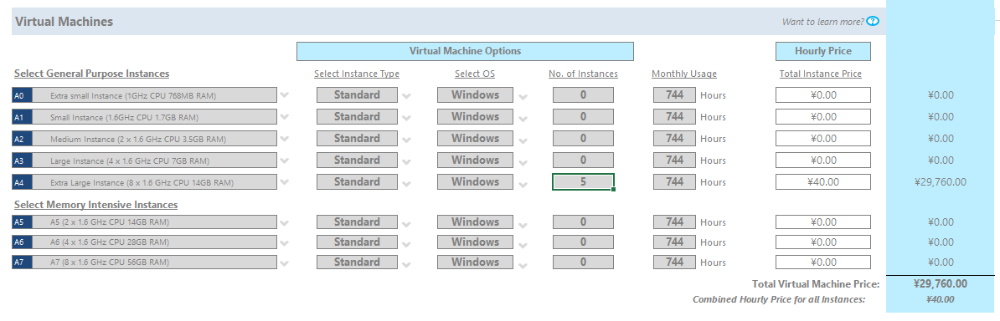 Virtual Machines Want to learn more? ?
Virtual Machine Options Hourly Price
Select General Purpose Instances Select Instance Type Select OS No. of Instances Monthly Usage Total Instance Price
A0 Extra small Instance (1GHz CPU 768MB RAM) Standard Windows 0 744 Hours ¥0.00 ¥0.00
A1 Small Instance (1.6GHz CPU 1.7GB RAM) Standard Windows 0 744 Hours ¥0.00 ¥0.00
A2 Medium Instance (2 x 1.6 GHz CPU 3.5GB RAM) Standard Windows 0 744 Hours ¥0.00 ¥0.00
A3 Large Instance (4 x 1.6 GHz CPU 7GB RAM) Standard Windows 0 744 Hours ¥0.00 ¥0.00
A4 Extra Large Instance (8 x 1.6 GHz CPU 14GB RAM) Standard Windows 5 744 Hours ¥40.00 ¥29,760.00
Select Memory Intensive Instances
A5 A5 (2 x 1.6 GHz CPU 14GB RAM) Standard Windows 0 744 Hours ¥0.00 ¥0.00
A6 A6 (4 x 1.6 GHz CPU 28GB RAM) Standard Windows 0 744 Hours ¥0.00 ¥0.00
A7 A7 (8 x 1.6 GHz CPU 56GB RAM) Standard Windows 0 744 Hours ¥0.00 ¥0.00
Total Virtual Machine Price: ¥29,760.00
Combined Hourly Price for all Instances: ¥40.00